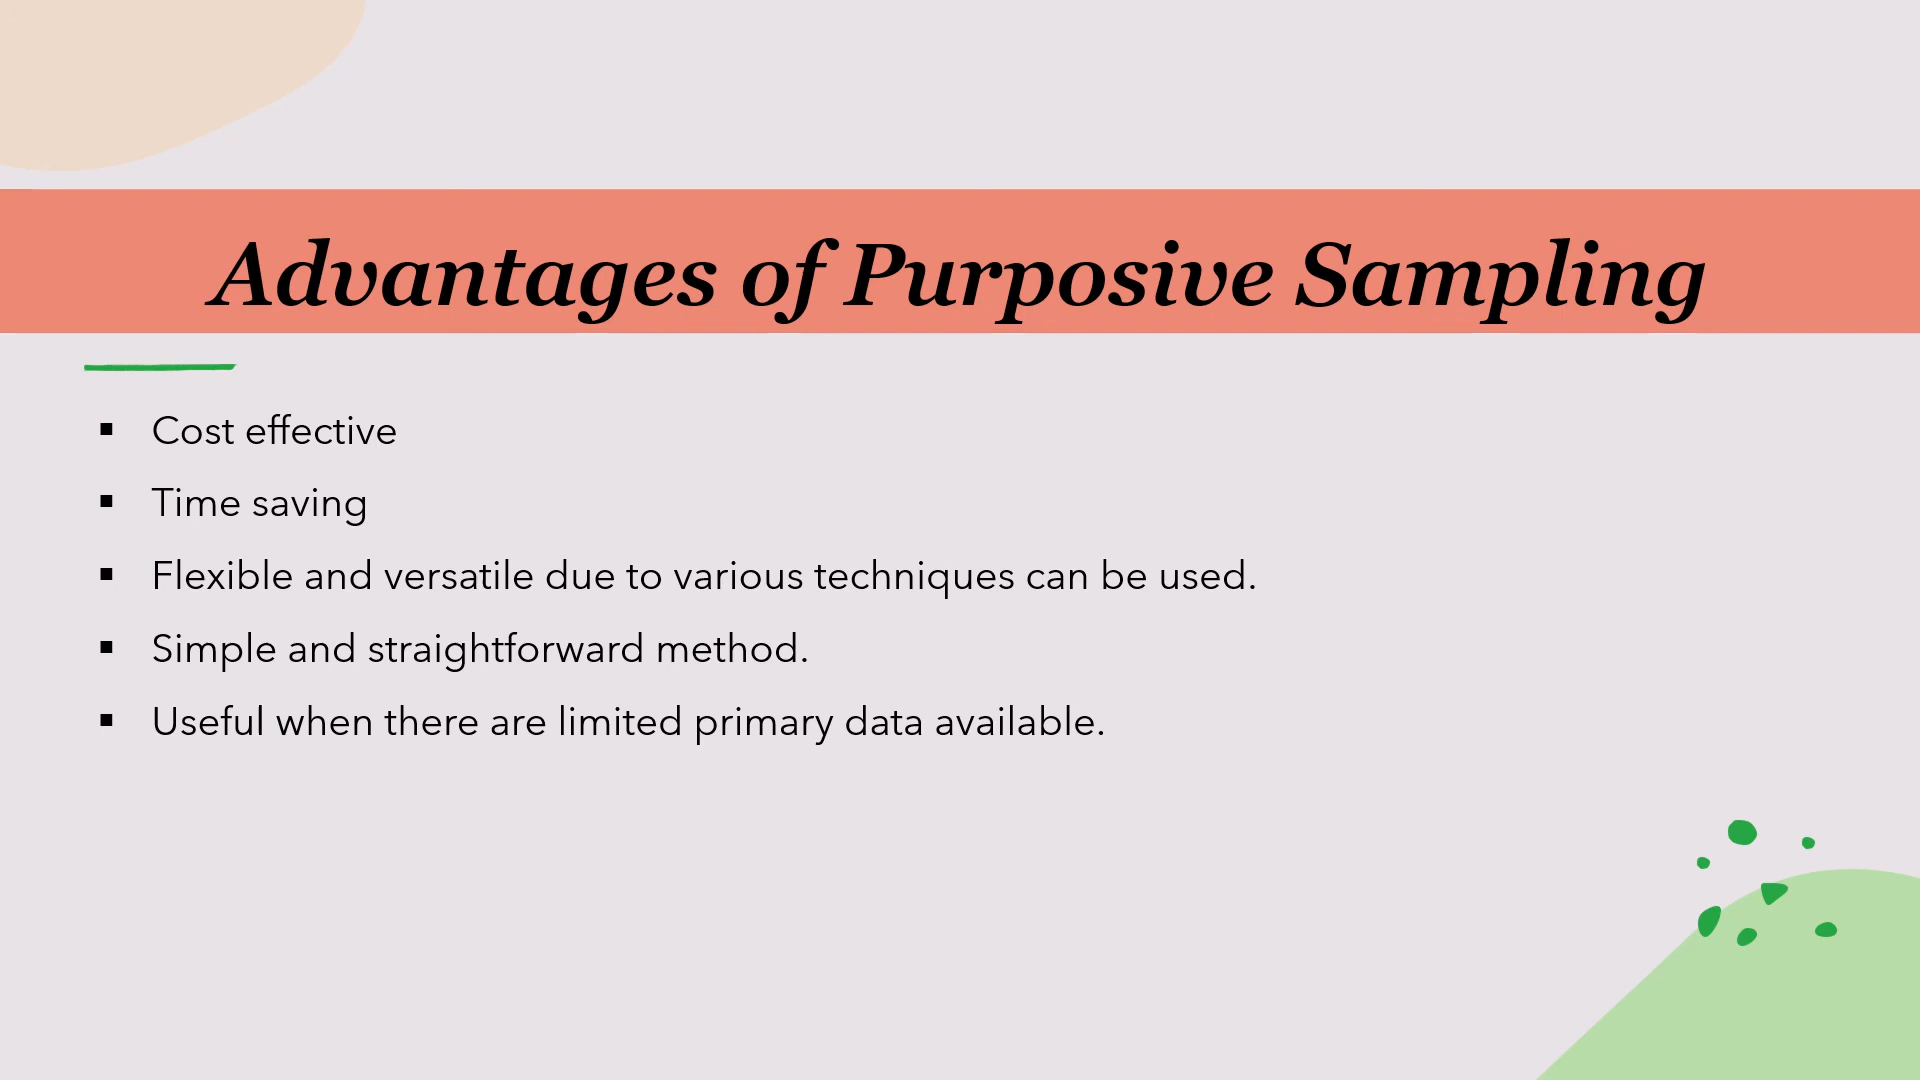 Advantages of Purposive Sampling
▪ Cost effective
▪ Time saving
▪ Flexible and versatile due to various techniques can be used.
▪ Simple and straightforward method.
▪ Useful when there are limited primary data available.